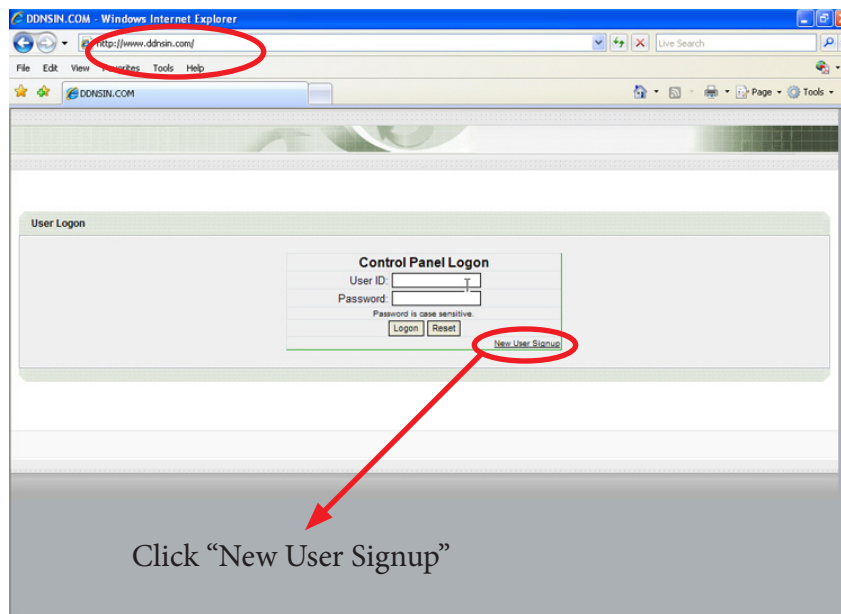 DDNSIN.COM - Windows Internet Explorer
http://www.ddnsin.com/
Live Search
File Edit View Favorites Tools Help
DDNSIN.COM
Page Tools
User Logon
Control Panel Logon
User ID:
Password:
Password is case sensitive.
Logon Reset
New User Signup
Click “New User Signup”